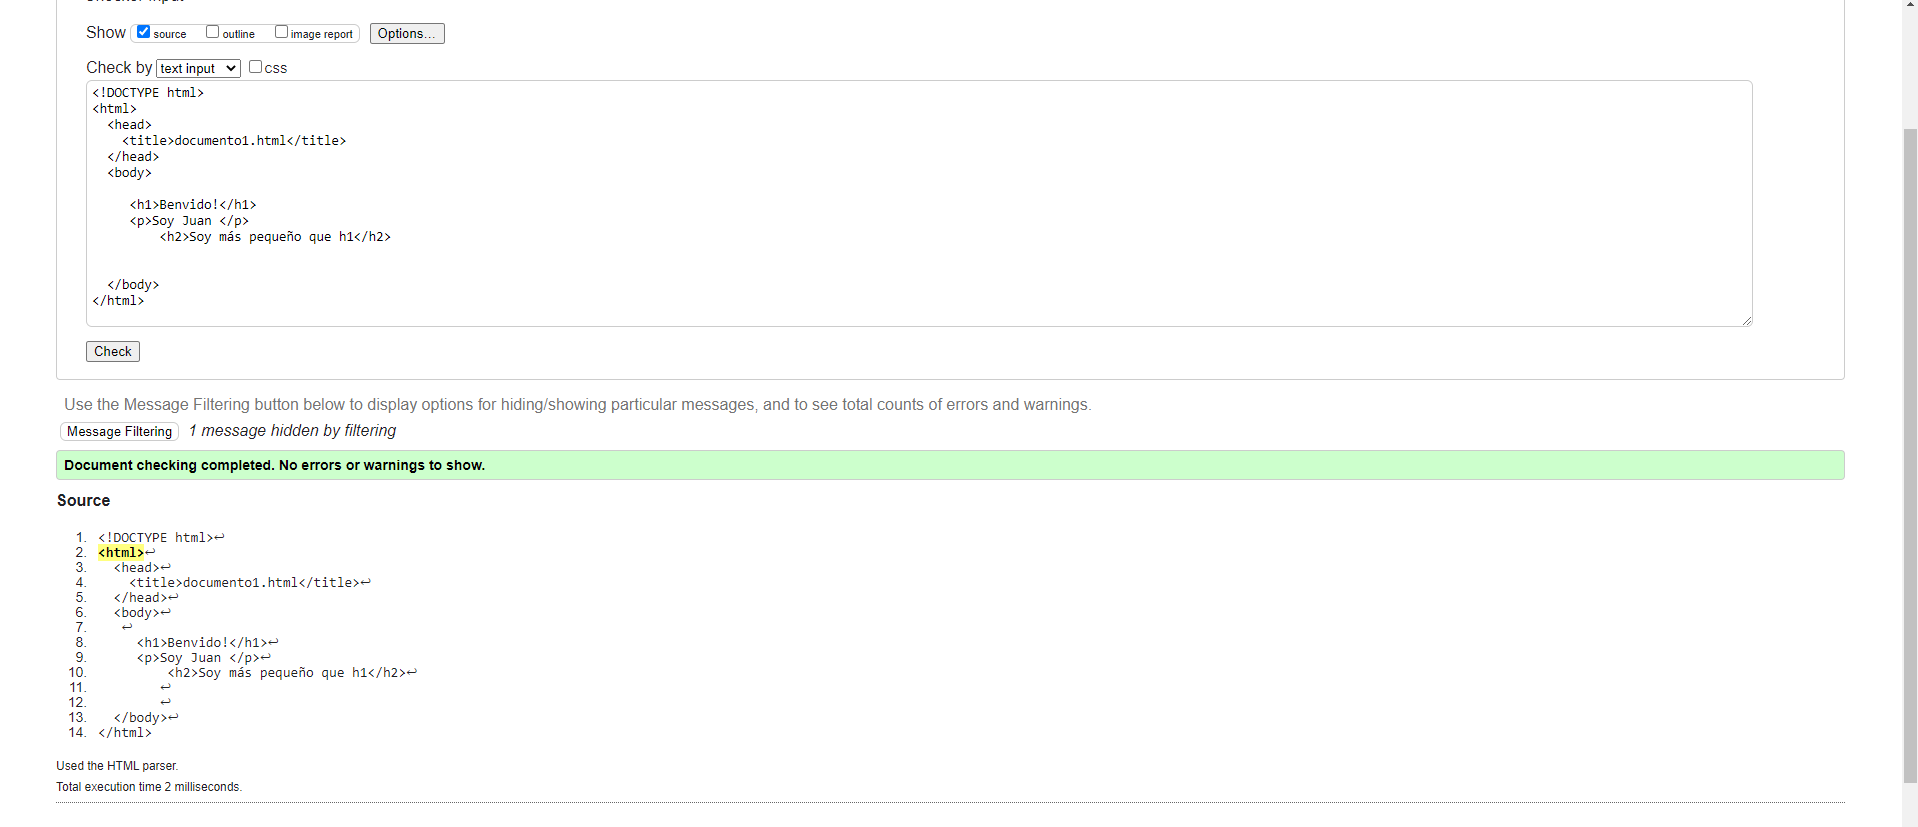 Show source outline image report Options...
Check by text input css
<!DOCTYPE html>
<html>
  <head>
    <title>documento1.html</title>
  </head>
  <body>
     <h1>Benvido!</h1>
     <p>Soy Juan </p>
         <h2>Soy más pequeño que h1</h2>
  </body>
</html>
Check
Use the Message Filtering button below to display options for hiding/showing particular messages, and to see total counts of errors and warnings.
Message Filtering 1 message hidden by filtering
Document checking completed. No errors or warnings to show.
Source
1. <!DOCTYPE html>↩
2. <html>↩
3.   <head>↩
4.     <title>documento1.html</title>↩
5.   </head>↩
6.   <body>↩
7.    ↩
8.      <h1>Benvido!</h1>↩
9.      <p>Soy Juan </p>↩
10.          <h2>Soy más pequeño que h1</h2>↩
11.         ↩
12.         ↩
13.   </body>↩
14. </html>
Used the HTML parser.
Total execution time 2 milliseconds.